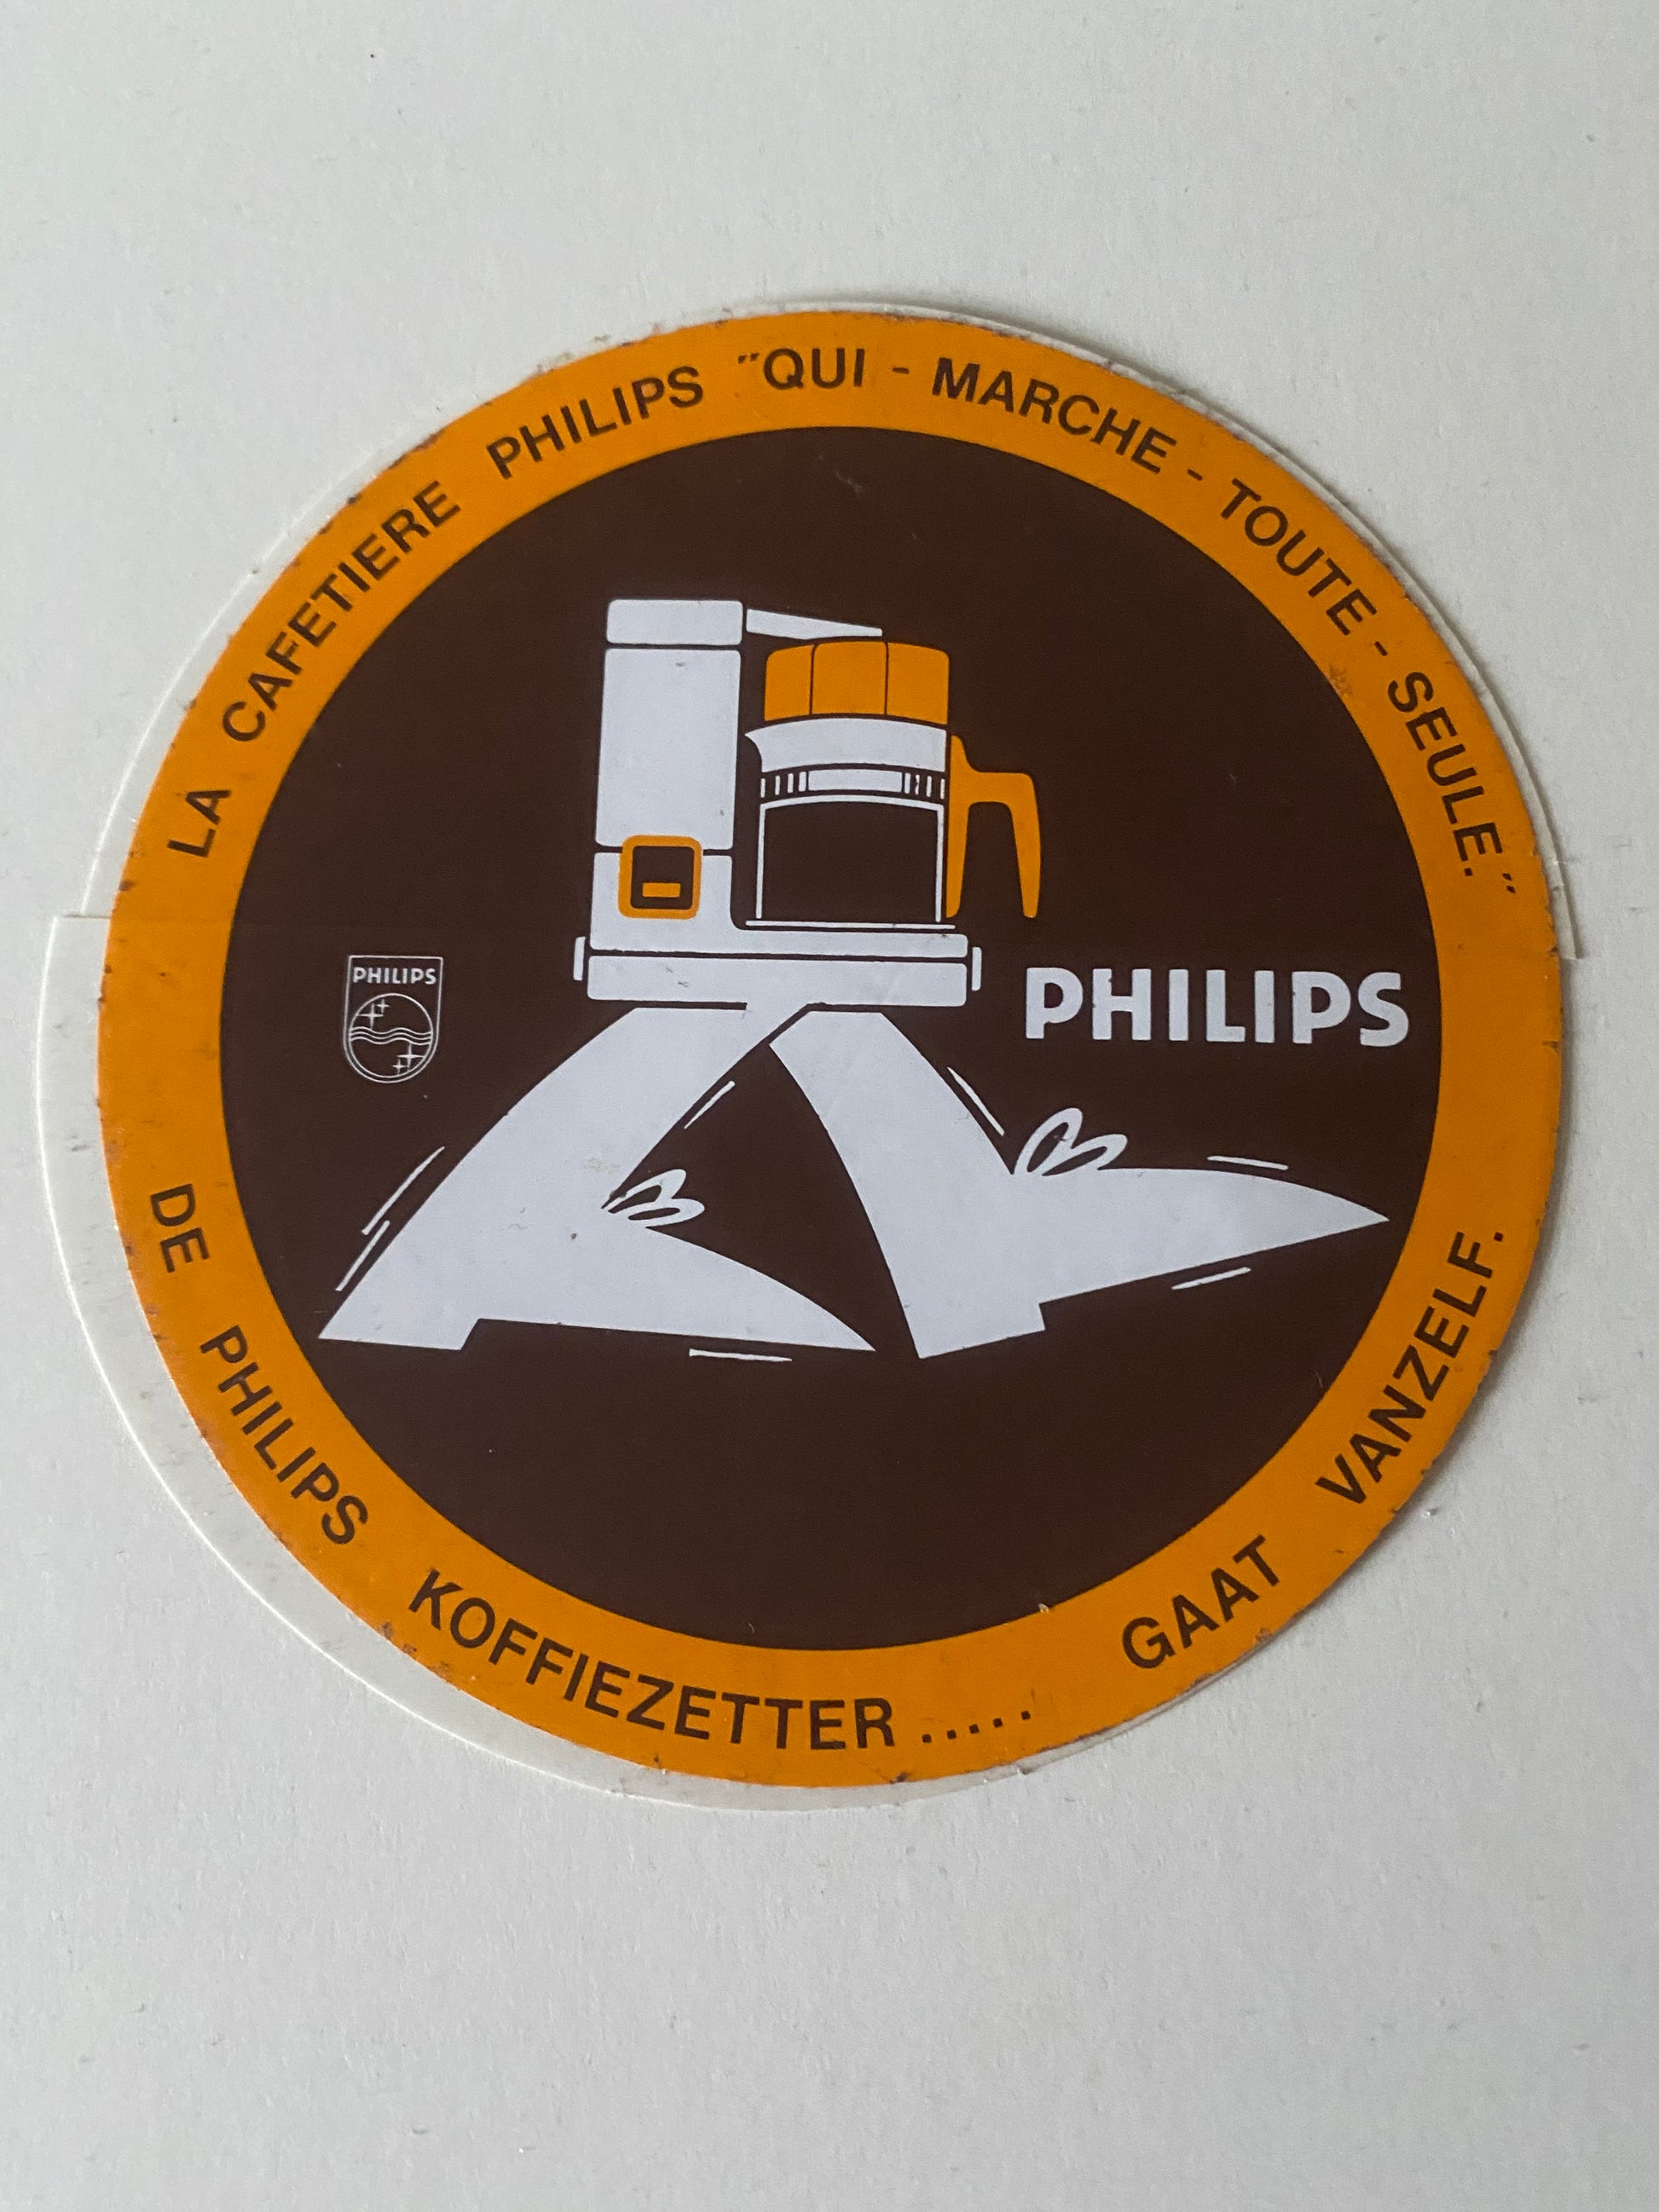 LA CAFETIERE PHILIPS "QUI - MARCHE - TOUTE - SEULE."
PHILIPS
PHILIPS
DE PHILIPS KOFFIEZETTER ..... GAAT VANZELF.